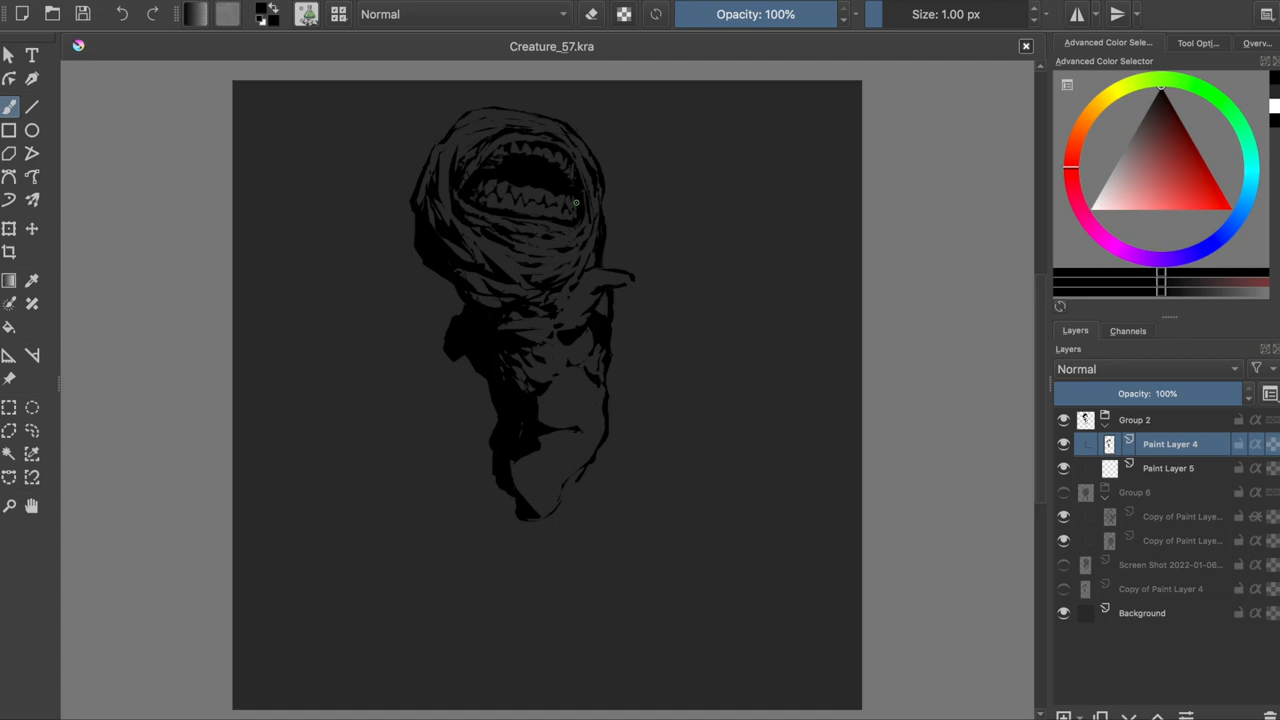 Normal
Opacity: 100%
Size: 1.00 px
Creature_57.kra
Advanced Color Sele...
Tool Opti...
Overv...
Advanced Color Selector
Layers
Channels
Layers
Normal
Opacity: 100%
Group 2
Paint Layer 4
Paint Layer 5
Group 6
Copy of Paint Laye...
Copy of Paint Laye...
Screen Shot 2022-01-06...
Copy of Paint Layer 4
Background